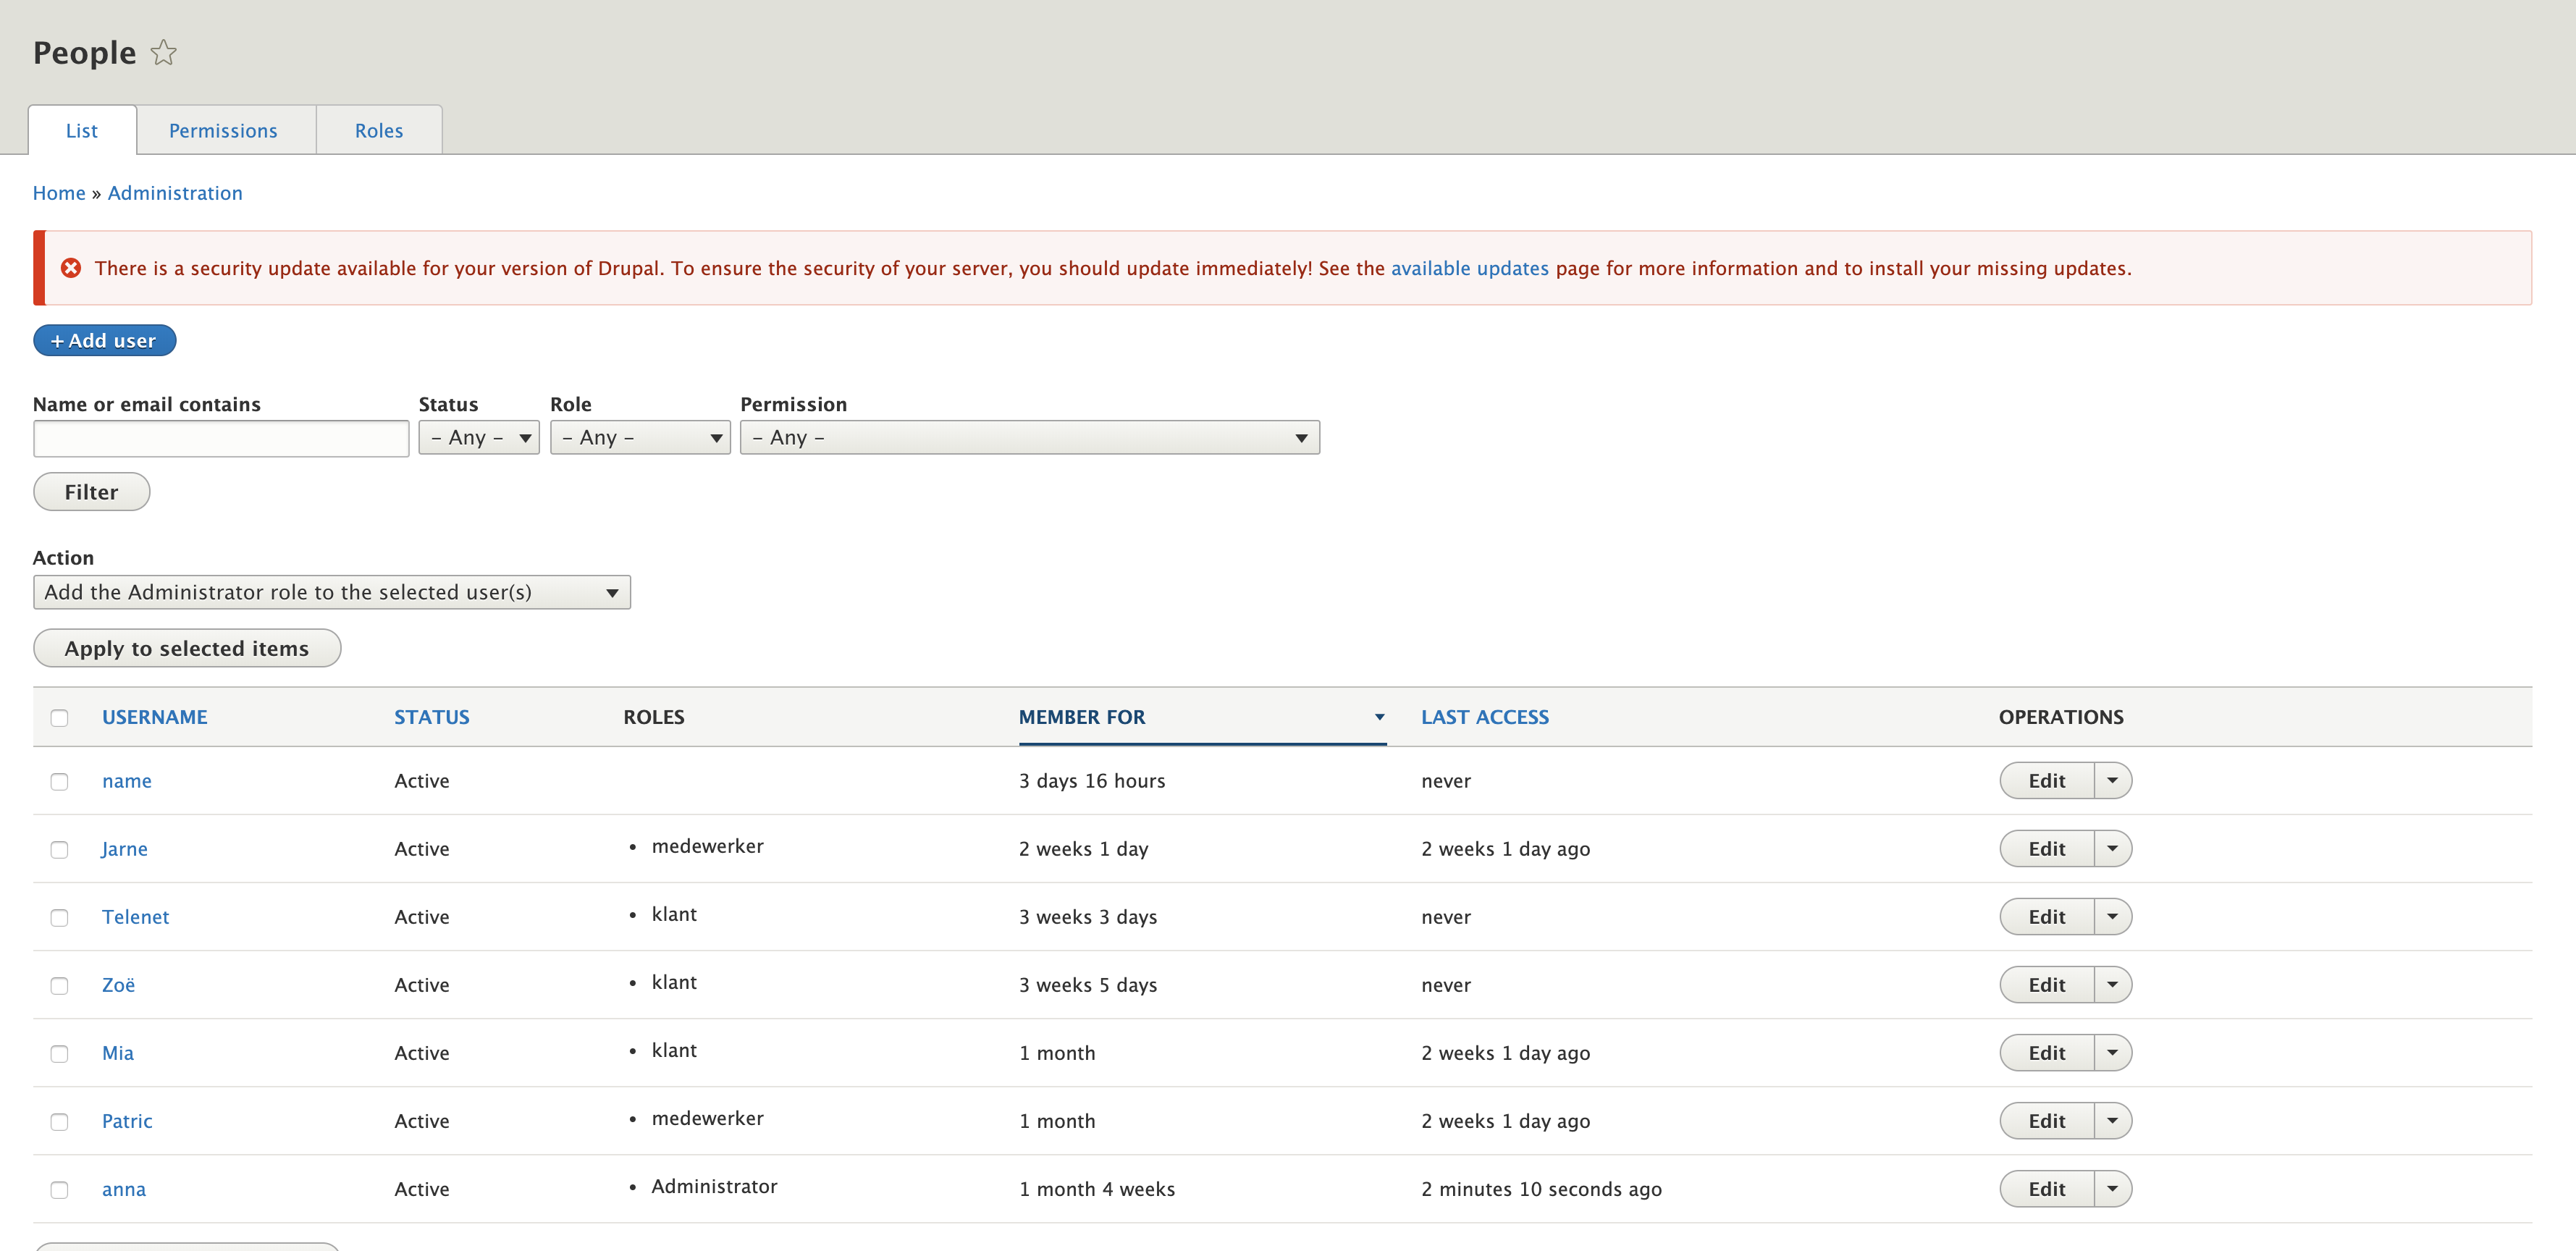 People
List Permissions Roles
Home » Administration
There is a security update available for your version of Drupal. To ensure the security of your server, you should update immediately! See the available updates page for more information and to install your missing updates.
+ Add user
Name or email contains Status Role Permission
– Any – – Any – – Any –
Filter
Action
Add the Administrator role to the selected user(s)
Apply to selected items
USERNAME STATUS ROLES MEMBER FOR LAST ACCESS OPERATIONS
name Active 3 days 16 hours never Edit
Jarne Active • medewerker 2 weeks 1 day 2 weeks 1 day ago Edit
Telenet Active • klant 3 weeks 3 days never Edit
Zoë Active • klant 3 weeks 5 days never Edit
Mia Active • klant 1 month 2 weeks 1 day ago Edit
Patric Active • medewerker 1 month 2 weeks 1 day ago Edit
anna Active • Administrator 1 month 4 weeks 2 minutes 10 seconds ago Edit